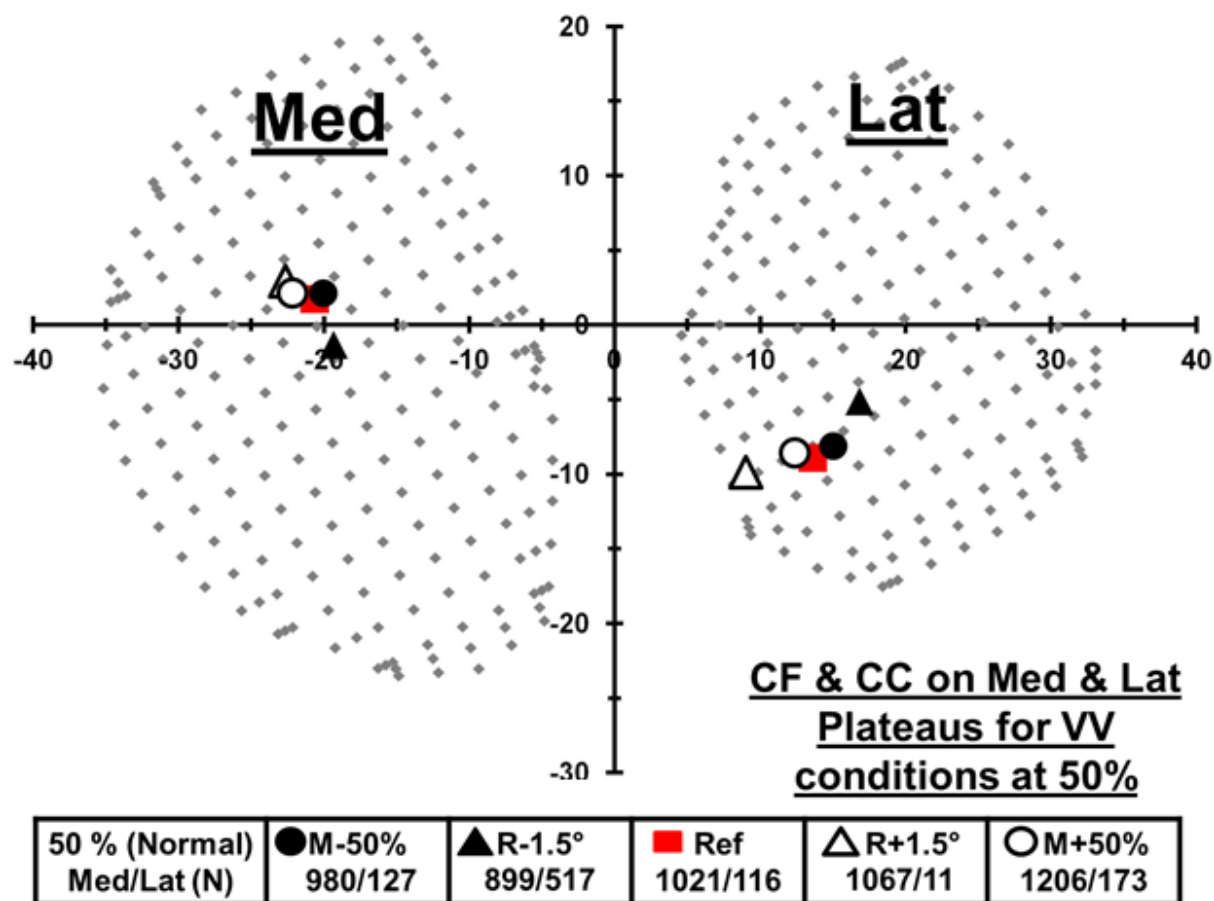 20
Med
Lat
10
0
-40
-30
-20
-10
0
10
20
30
40
-10
-20
CF & CC on Med & Lat
Plateaus for VV
conditions at 50%
-30
50 % (Normal) M-50% R-1.5° Ref R+1.5° M+50%
Med/Lat (N) 980/127 899/517 1021/116 1067/11 1206/173